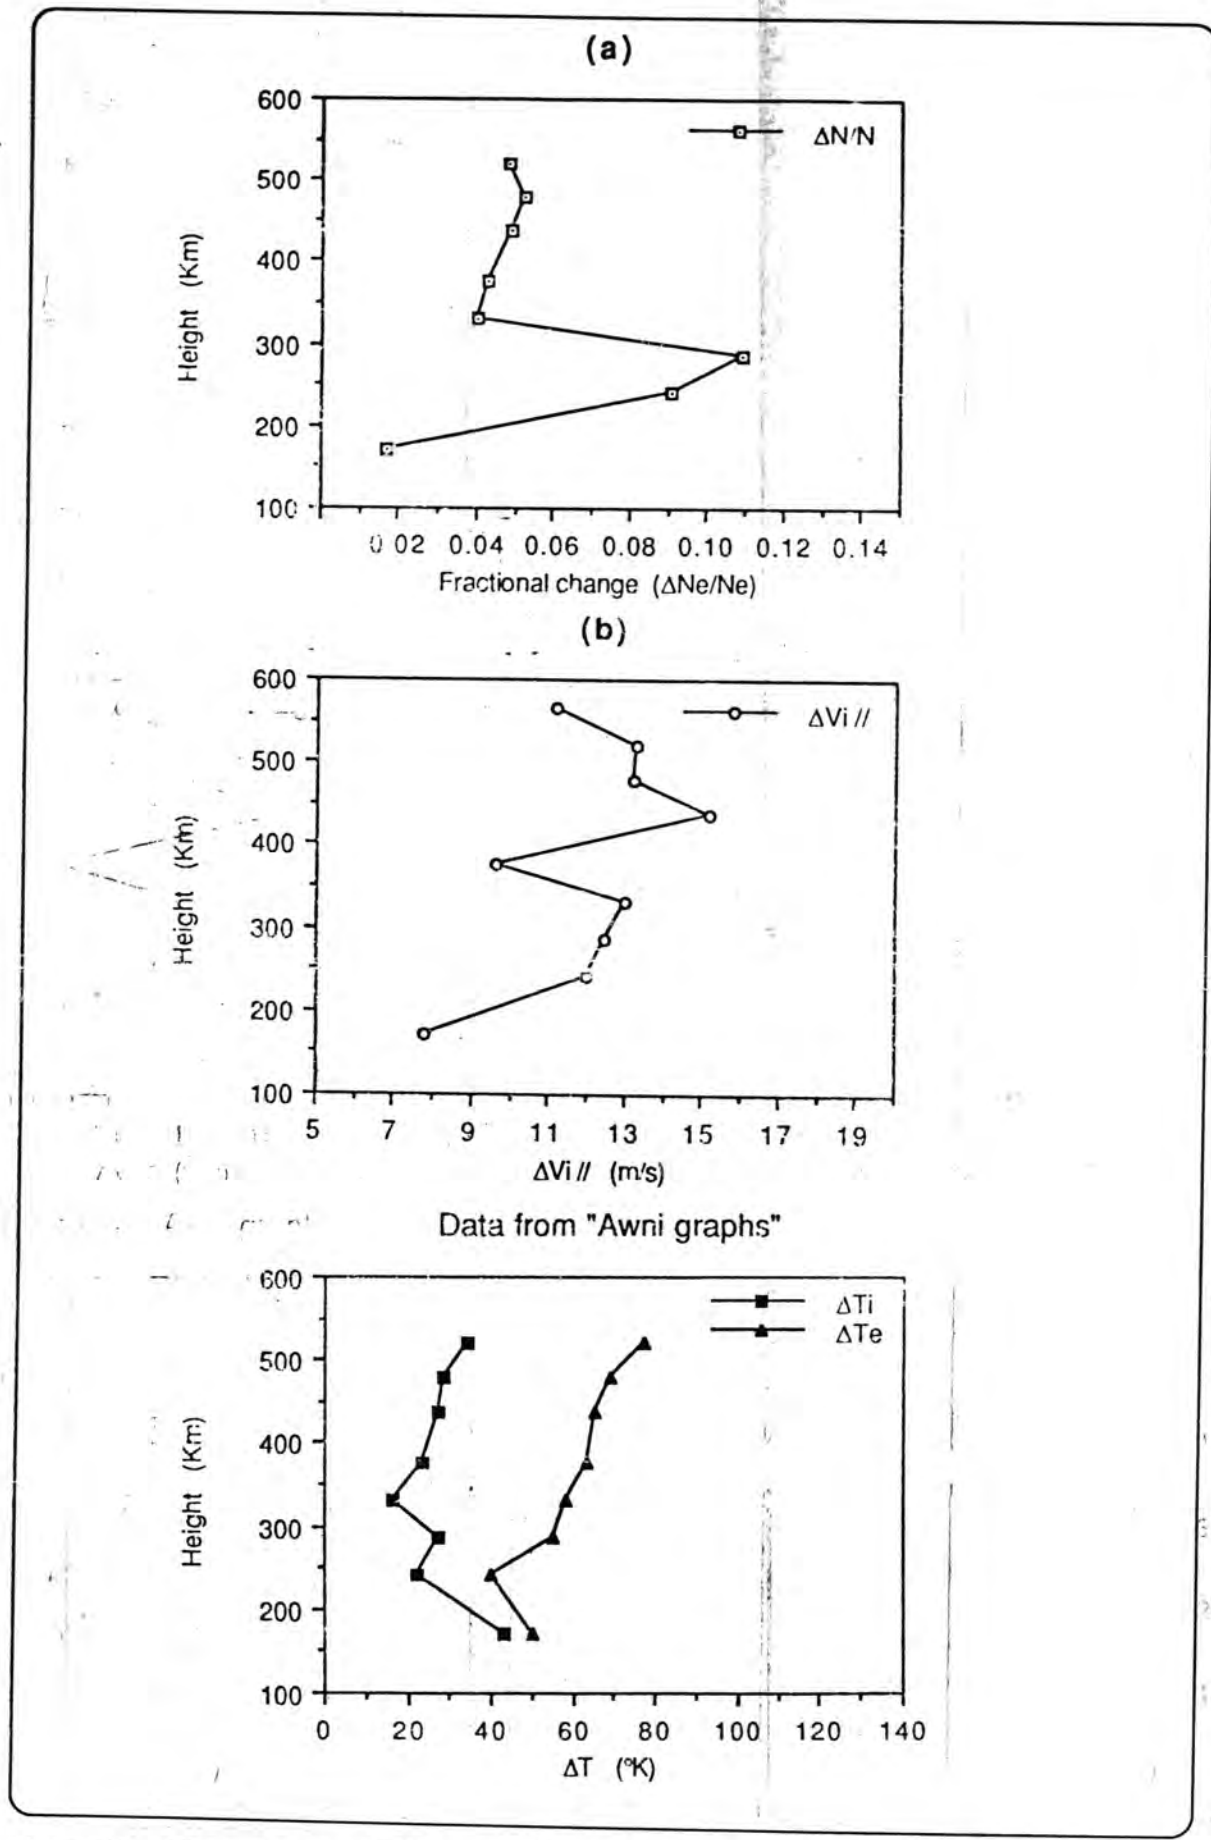 (a)
600
ΔN/N
500
400
300
200
100
Height (Km)
0.02 0.04 0.06 0.08 0.10 0.12 0.14
Fractional change (ΔNe/Ne)
(b)
600
ΔVi //
500
400
300
200
100
Height (Km)
5 7 9 11 13 15 17 19
ΔVi // (m/s)
Data from "Awni graphs"
600
ΔTi
ΔTe
500
400
300
200
100
Height (Km)
0 20 40 60 80 100 120 140
ΔT (°K)